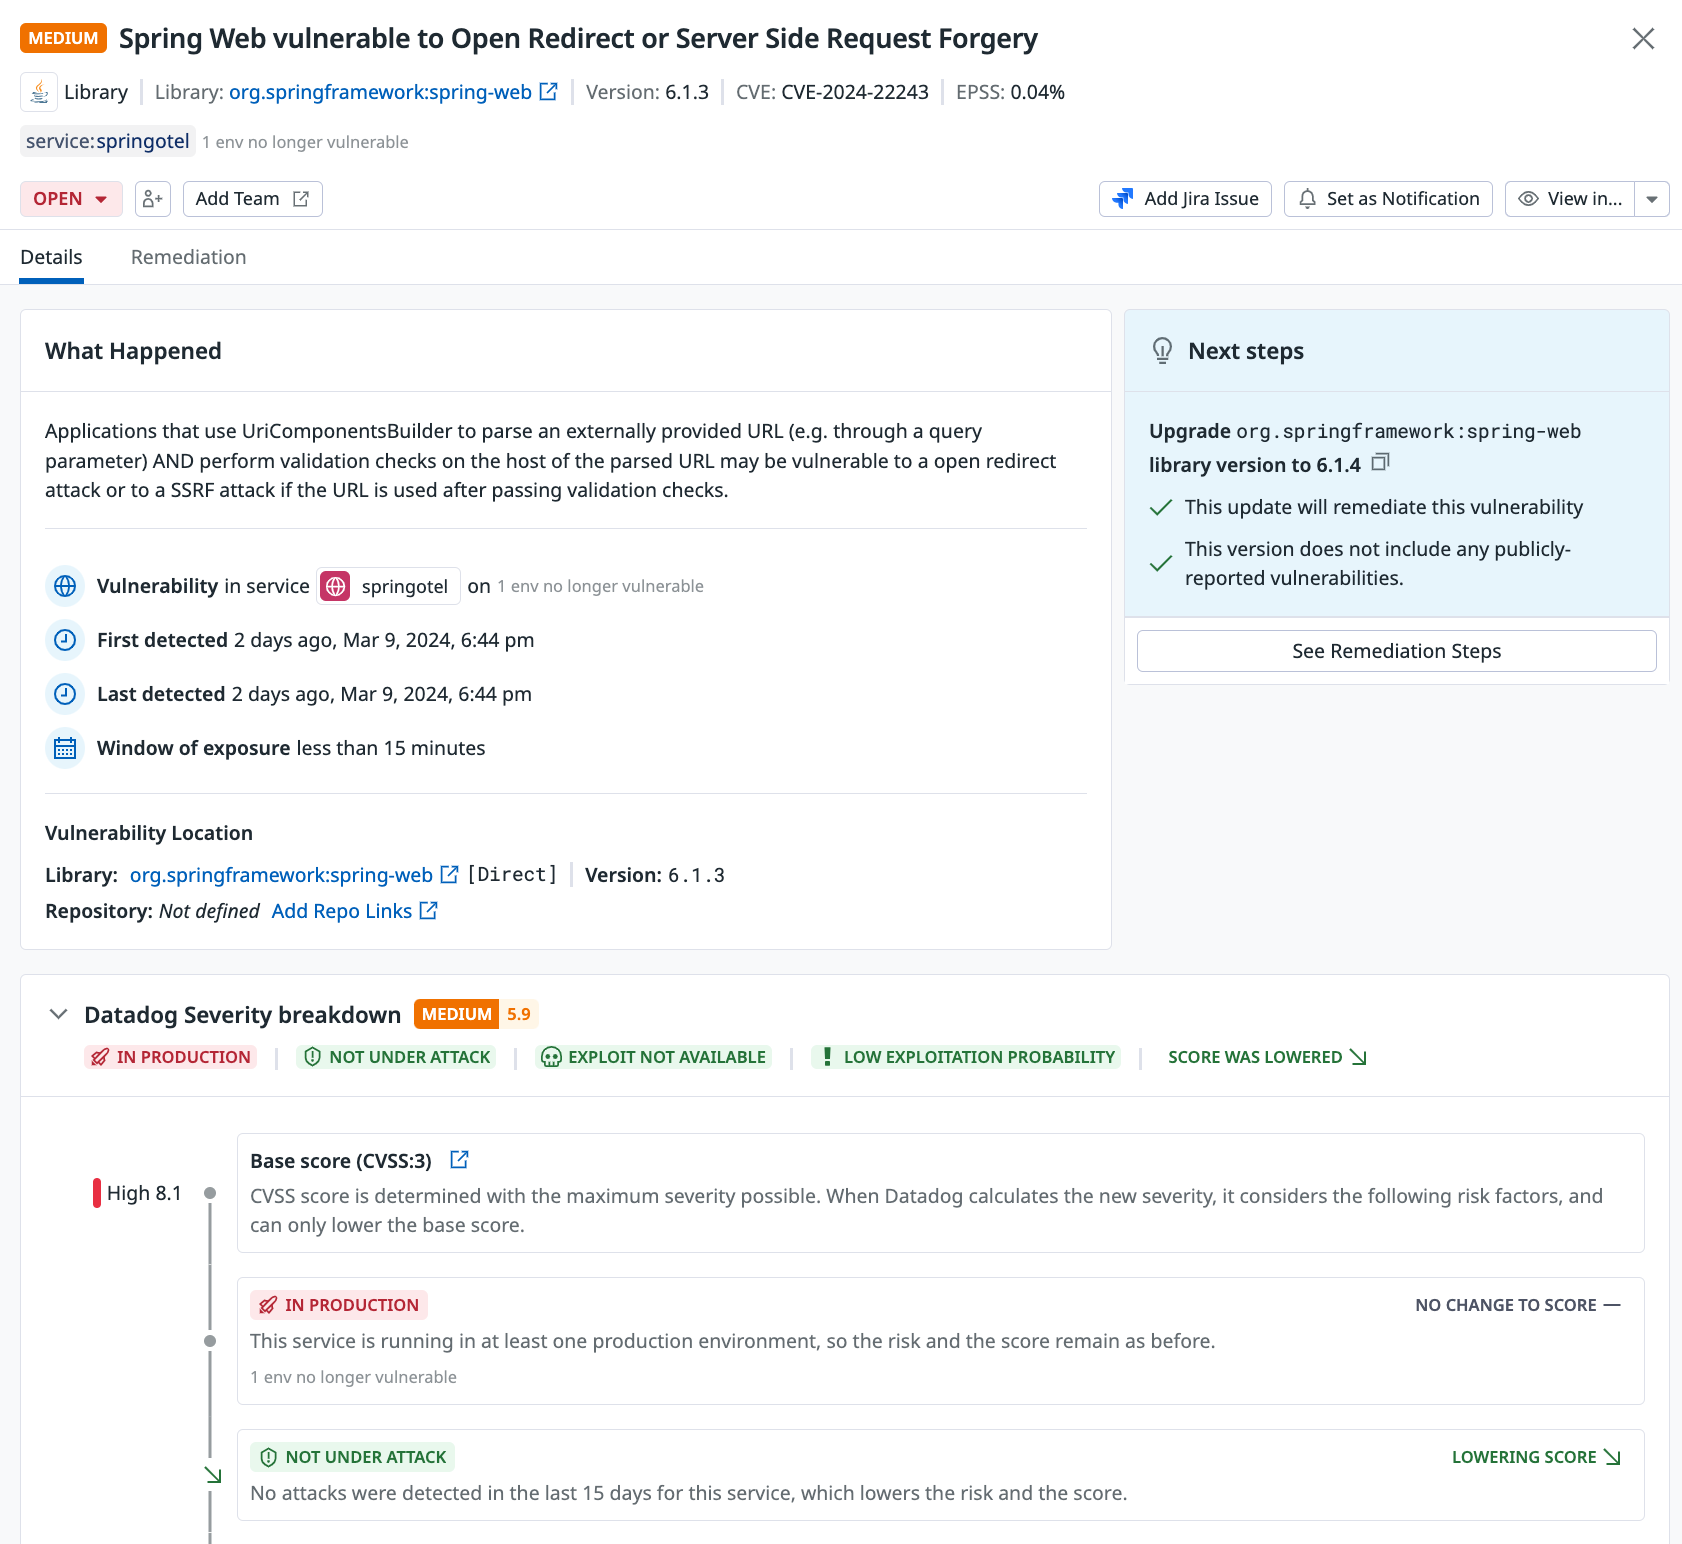 MEDIUM Spring Web vulnerable to Open Redirect or Server Side Request Forgery
Library Library: org.springframework:spring-web Version: 6.1.3 CVE: CVE-2024-22243 EPSS: 0.04%
service:springotel 1 env no longer vulnerable
OPEN Add Team Add Jira Issue Set as Notification View in...
Details Remediation
What Happened
Applications that use UriComponentsBuilder to parse an externally provided URL (e.g. through a query
parameter) AND perform validation checks on the host of the parsed URL may be vulnerable to a open redirect
attack or to a SSRF attack if the URL is used after passing validation checks.
Vulnerability in service springotel on 1 env no longer vulnerable
First detected 2 days ago, Mar 9, 2024, 6:44 pm
Last detected 2 days ago, Mar 9, 2024, 6:44 pm
Window of exposure less than 15 minutes
Vulnerability Location
Library: org.springframework:spring-web [Direct] Version: 6.1.3
Repository: Not defined Add Repo Links
Next steps
Upgrade org.springframework:spring-web
library version to 6.1.4
This update will remediate this vulnerability
This version does not include any publicly-
reported vulnerabilities.
See Remediation Steps
Datadog Severity breakdown MEDIUM 5.9
IN PRODUCTION NOT UNDER ATTACK EXPLOIT NOT AVAILABLE LOW EXPLOITATION PROBABILITY SCORE WAS LOWERED
High 8.1
Base score (CVSS:3)
CVSS score is determined with the maximum severity possible. When Datadog calculates the new severity, it considers the following risk factors, and
can only lower the base score.
IN PRODUCTION NO CHANGE TO SCORE —
This service is running in at least one production environment, so the risk and the score remain as before.
1 env no longer vulnerable
NOT UNDER ATTACK LOWERING SCORE
No attacks were detected in the last 15 days for this service, which lowers the risk and the score.